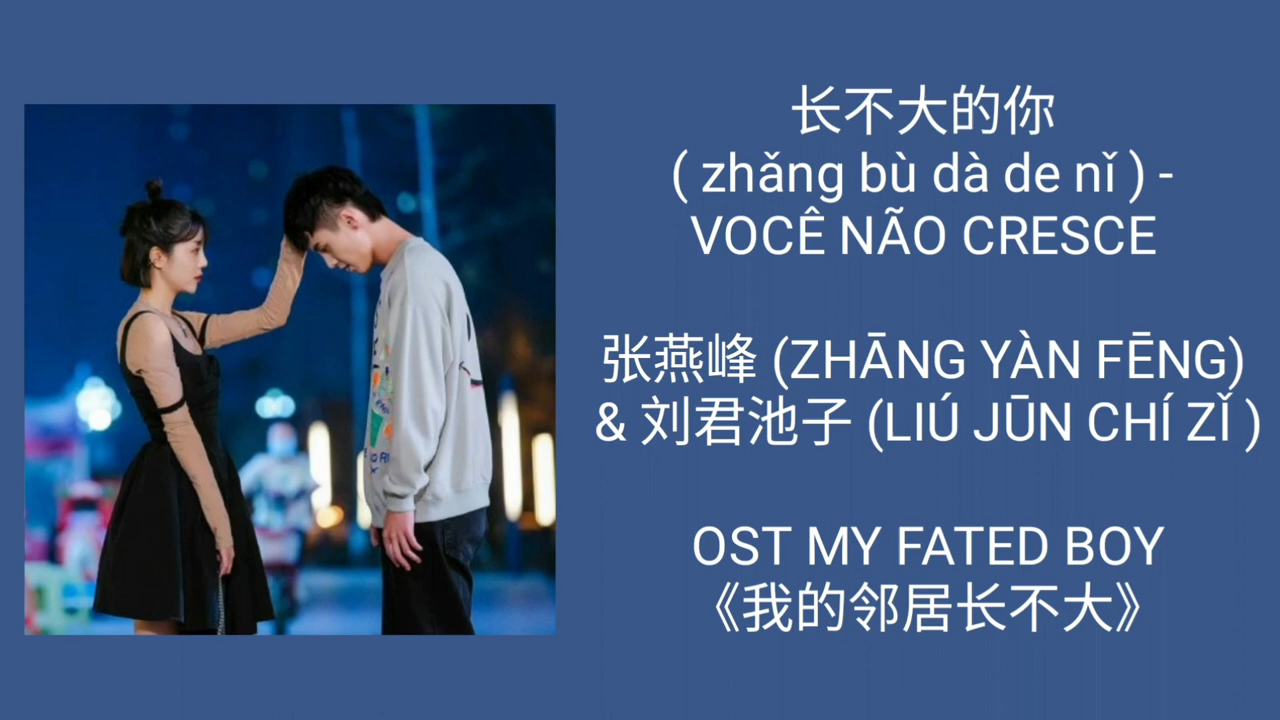 长不大的你
( zhǎng bù dà de nǐ ) -
VOCÊ NÃO CRESCE
张燕峰 (ZHĀNG YÀN FĒNG)
& 刘君池子 (LIÚ JŪN CHÍ ZǏ )
OST MY FATED BOY
《我的邻居长不大》